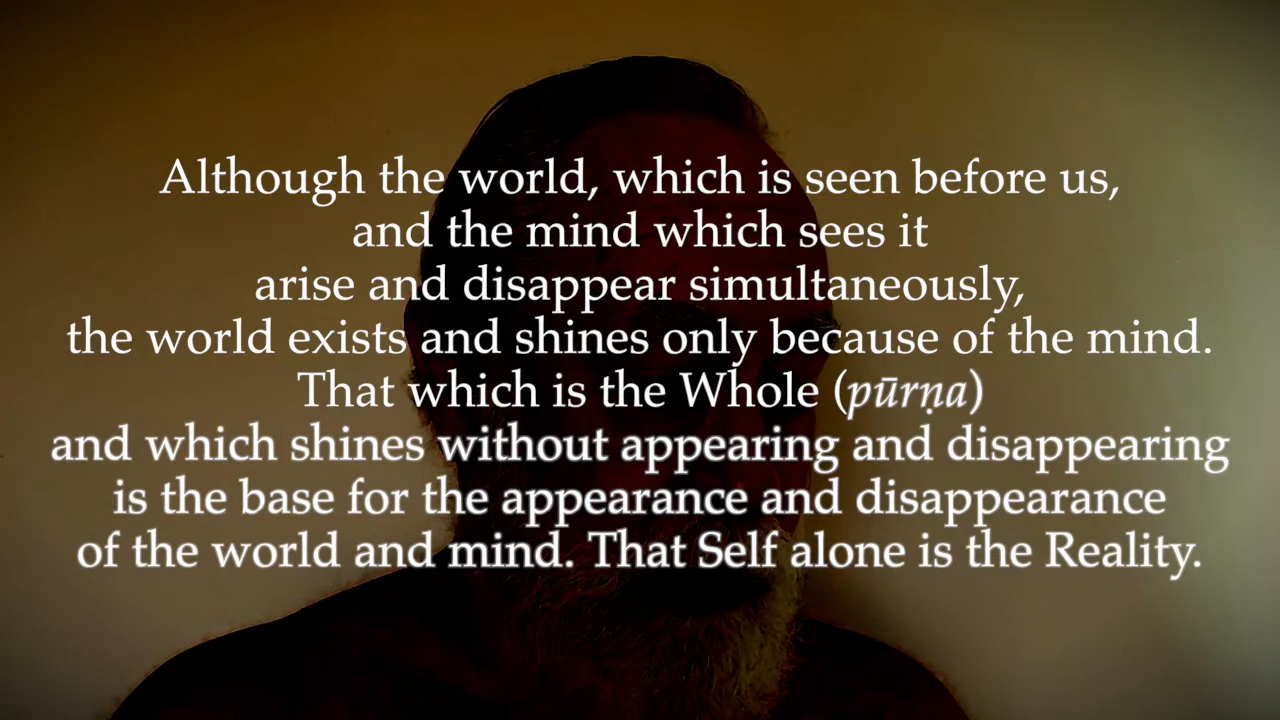 Although the world, which is seen before us,
and the mind which sees it
arise and disappear simultaneously,
the world exists and shines only because of the mind.
That which is the Whole (pūrṇa)
and which shines without appearing and disappearing
is the base for the appearance and disappearance
of the world and mind. That Self alone is the Reality.